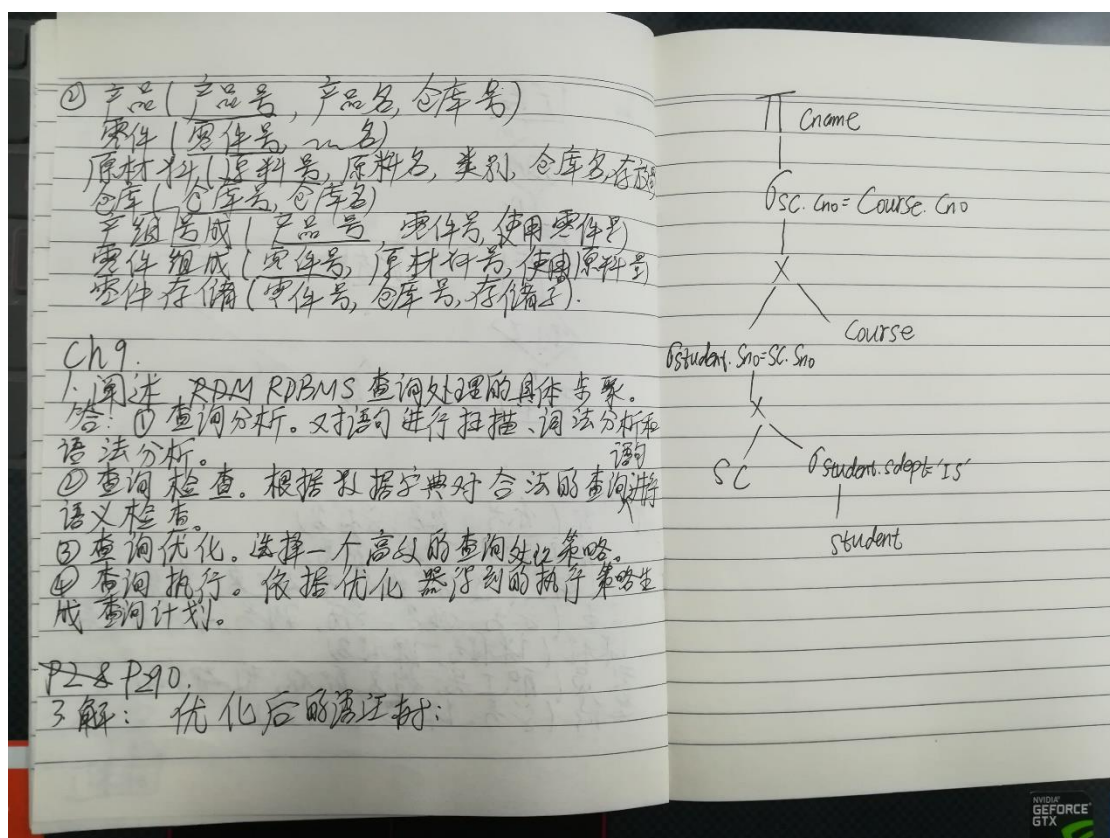 ② 产品(产品号, 产品名, 仓库号)
零件(零件号, ~名)
原材料(原料号, 原料名, 类别, 仓库名, 存放量
仓库(仓库号, 仓库名)
产组号成(产品号, 零件号, 使用零件量)
零件组成(零件号, 原材料号, 使用原料量
零件存储(零件号, 仓库号, 存储量).
Ch9.
1. 阐述 RDM RDBMS 查询处理的具体步骤。
答: ① 查询分析。对语句进行扫描、词法分析和
语法分析。
② 查询检查。根据数据字典对合法的查询语句进行
语义检查。
③ 查询优化。选择一个高效的查询处理策略。
④ 查询执行。依据优化器得到的执行策略生
成查询计划。
P28 P290.
3 解: 优化后的语法树:
Π Cname
σSC.Cno=Course.Cno
X
Course
σStudent.Sno=SC.Sno
X
SC
σStudent.Sdept='IS'
Student
NVIDIA
GEFORCE
GTX